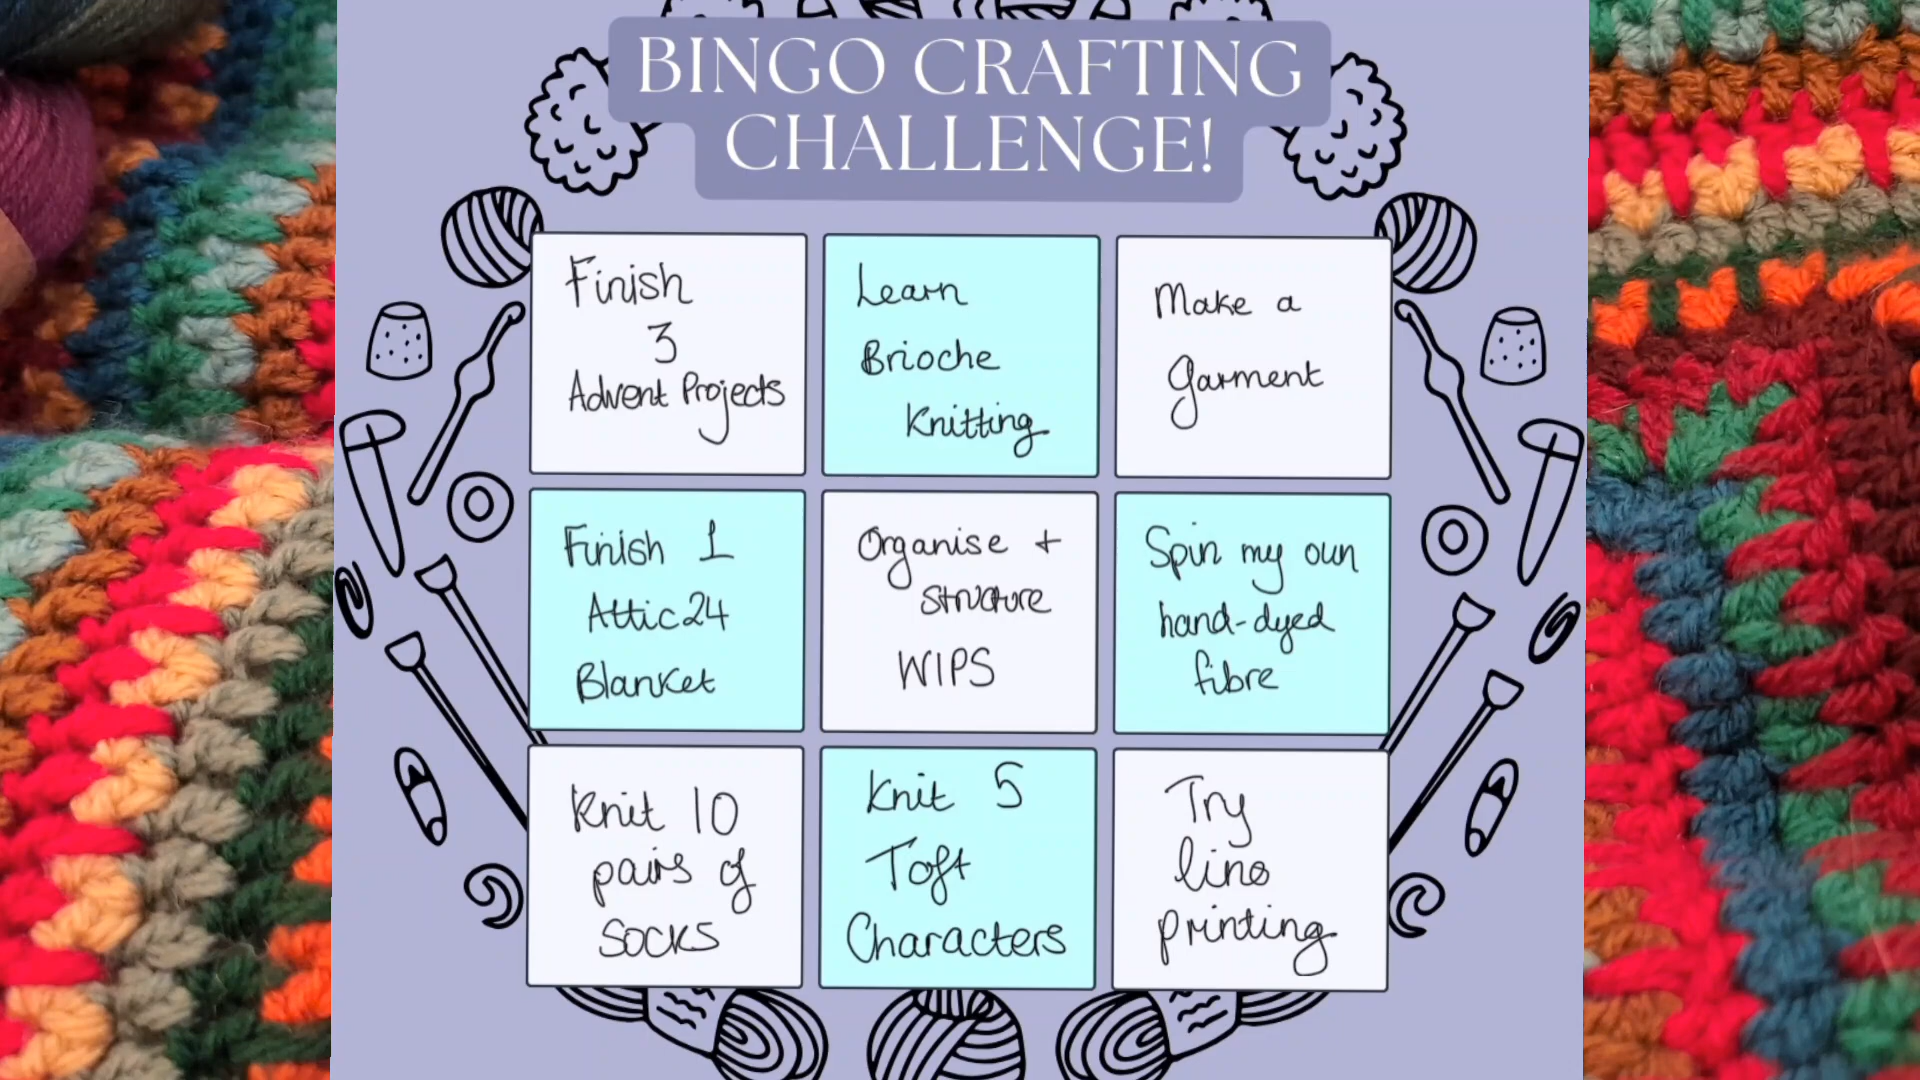 BINGO CRAFTING
CHALLENGE!
Finish
3
Advent Projects
Learn
Brioche
Knitting
Make a
garment
Finish 1
Attic24
Blanket
Organise +
structure
WIPS
Spin my own
hand-dyed
fibre
Knit 10
pairs of
socks
Knit 5
Toft
Characters
Try
lino
printing